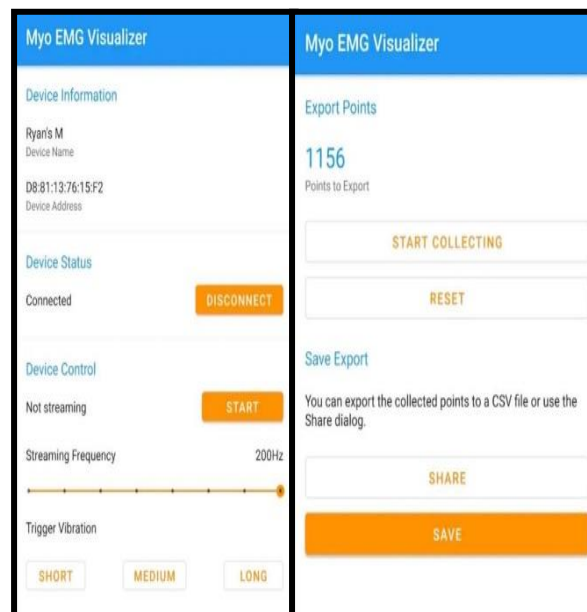 Myo EMG Visualizer
Device Information
Ryan's M
Device Name
D8:81:13:76:15:F2
Device Address
Device Status
Connected
DISCONNECT
Device Control
Not streaming
START
Streaming Frequency
200Hz
Trigger Vibration
SHORT
MEDIUM
LONG
Myo EMG Visualizer
Export Points
1156
Points to Export
START COLLECTING
RESET
Save Export
You can export the collected points to a CSV file or use the
Share dialog.
SHARE
SAVE